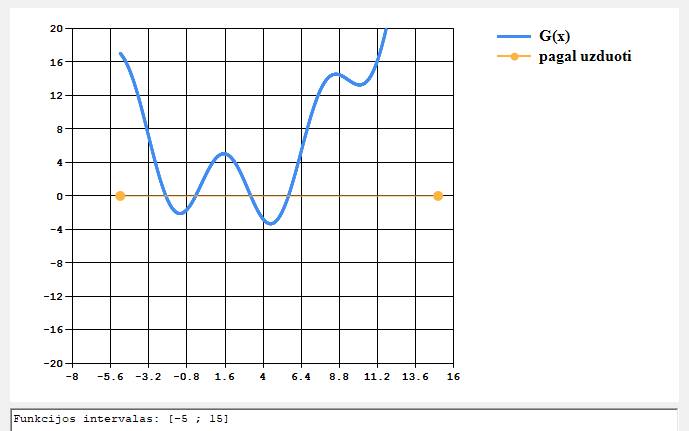 G(x)
pagal uzduoti
20
16
12
8
4
0
-4
-8
-12
-16
-20
-8 -5.6 -3.2 -0.8 1.6 4 6.4 8.8 11.2 13.6 16
Funkcijos intervalas: [-5 ; 15]